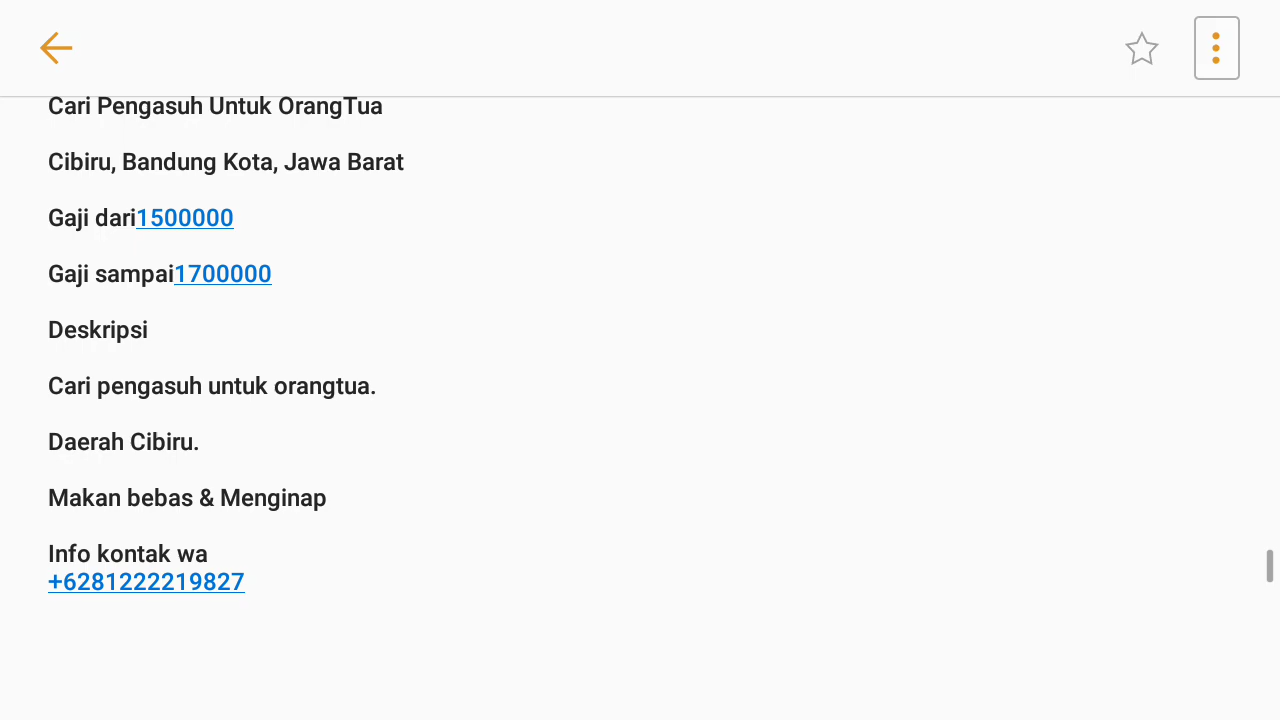 Cari Pengasuh Untuk OrangTua
Cibiru, Bandung Kota, Jawa Barat
Gaji dari1500000
Gaji sampai1700000
Deskripsi
Cari pengasuh untuk orangtua.
Daerah Cibiru.
Makan bebas & Menginap
Info kontak wa
+6281222219827